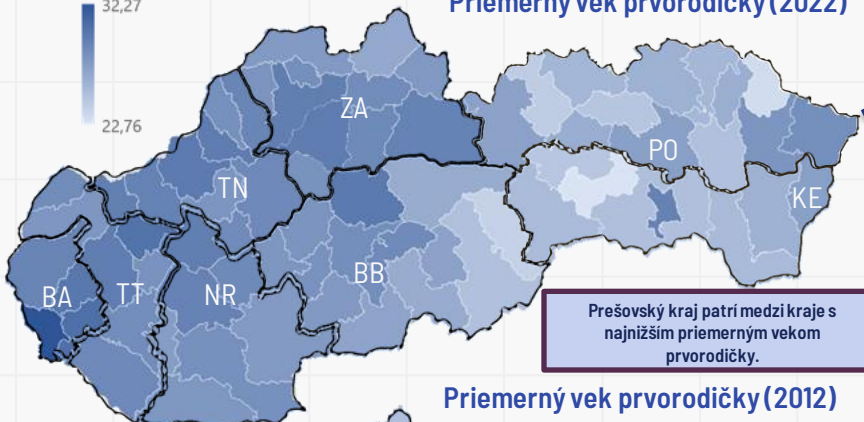 Priemerný vek prvorodičky (2022)
32,27
22,76
ZA
PO
TN
KE
BA
TT
NR
BB
Prešovský kraj patrí medzi kraje s
najnižším priemerným vekom
prvorodičky.
Priemerný vek prvorodičky (2012)